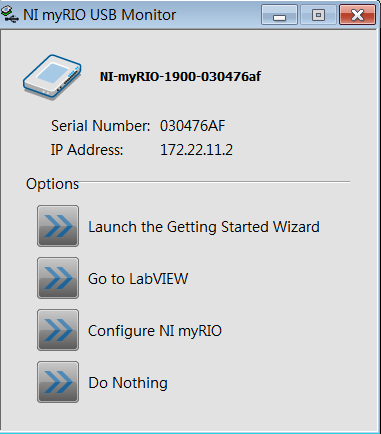 NI myRIO USB Monitor
NI-myRIO-1900-030476af
Serial Number: 030476AF
IP Address: 172.22.11.2
Options
Launch the Getting Started Wizard
Go to LabVIEW
Configure NI myRIO
Do Nothing